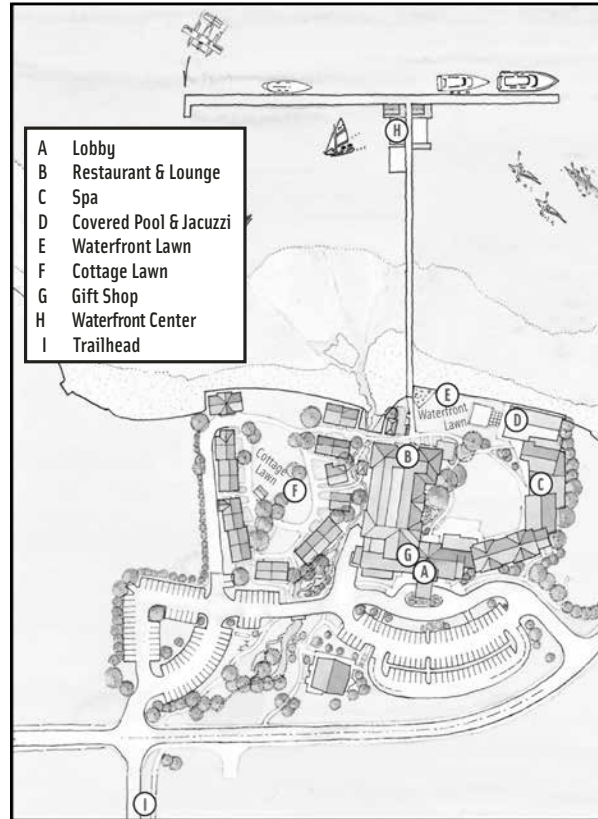 H
A Lobby
B Restaurant & Lounge
C Spa
D Covered Pool & Jacuzzi
E Waterfront Lawn
F Cottage Lawn
G Gift Shop
H Waterfront Center
I Trailhead
E
Waterfront
Lawn
D
B
Cottage
Lawn
F
C
G
A
I